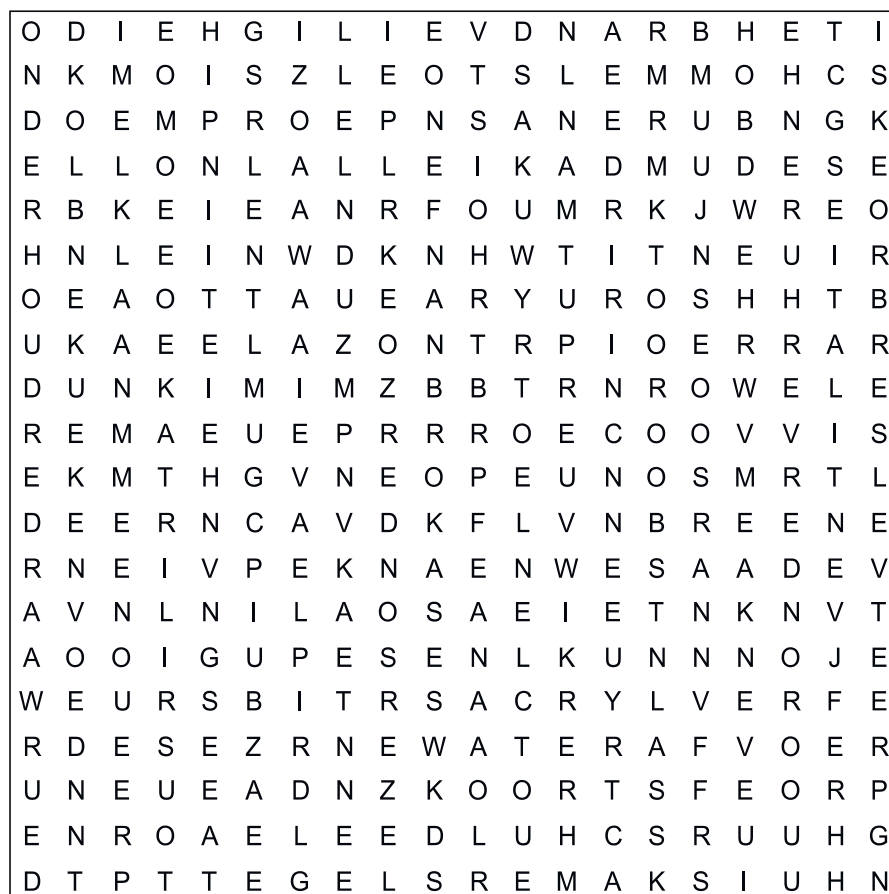 O D I E H G I L I E V D N A R B H E T I
N K M O I S Z L E O T S L E M M O H C S
D O E M P R O E P N S A N E R U B N G K
E L L O N L A L L E I K A D M U D E S E
R B K E I E A N R F O U M R K J W R E O
H N L E I N W D K N H W T I T N E U I R
O E A O T T A U E A R Y U R O S H H T B
U K A E E L A Z O N T R P I O E R R A R
D U N K I M I M Z B B T R N R O W E L E
R E M A E U E P R R R O E C O O V V I S
E K M T H G V N E O P E U N O S M R T L
D E E R N C A V D K F L V N B R E E N E
R N E I V P E K N A E N W E S A A D E V
A V N L N I L A O S A E I E T N K N V T
A O O I G U P E S E N L K U N N N O J E
W E U R S B I T R S A C R Y L V E R F E
R D E S E Z R N E W A T E R A F V O E R
U N E U E A D N Z K O O R T S F E O R P
E N R O A E L E E D L U H C S R U U H G
D T P T T E G E L S R E M A K S I U H N